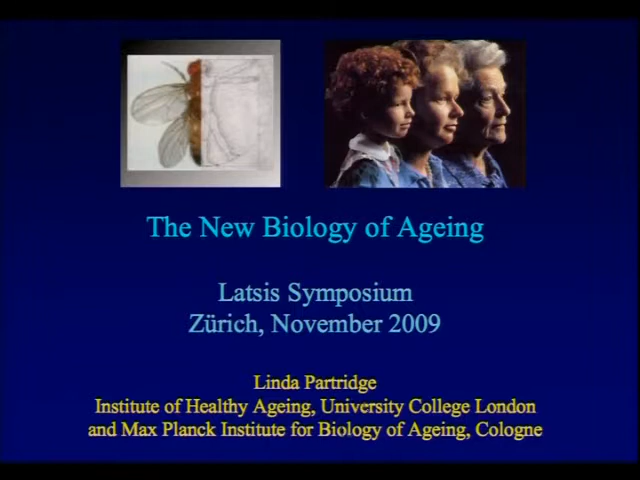 The New Biology of Ageing
Latsis Symposium
Zürich, November 2009
Linda Partridge
Institute of Healthy Ageing, University College London
and Max Planck Institute for Biology of Ageing, Cologne